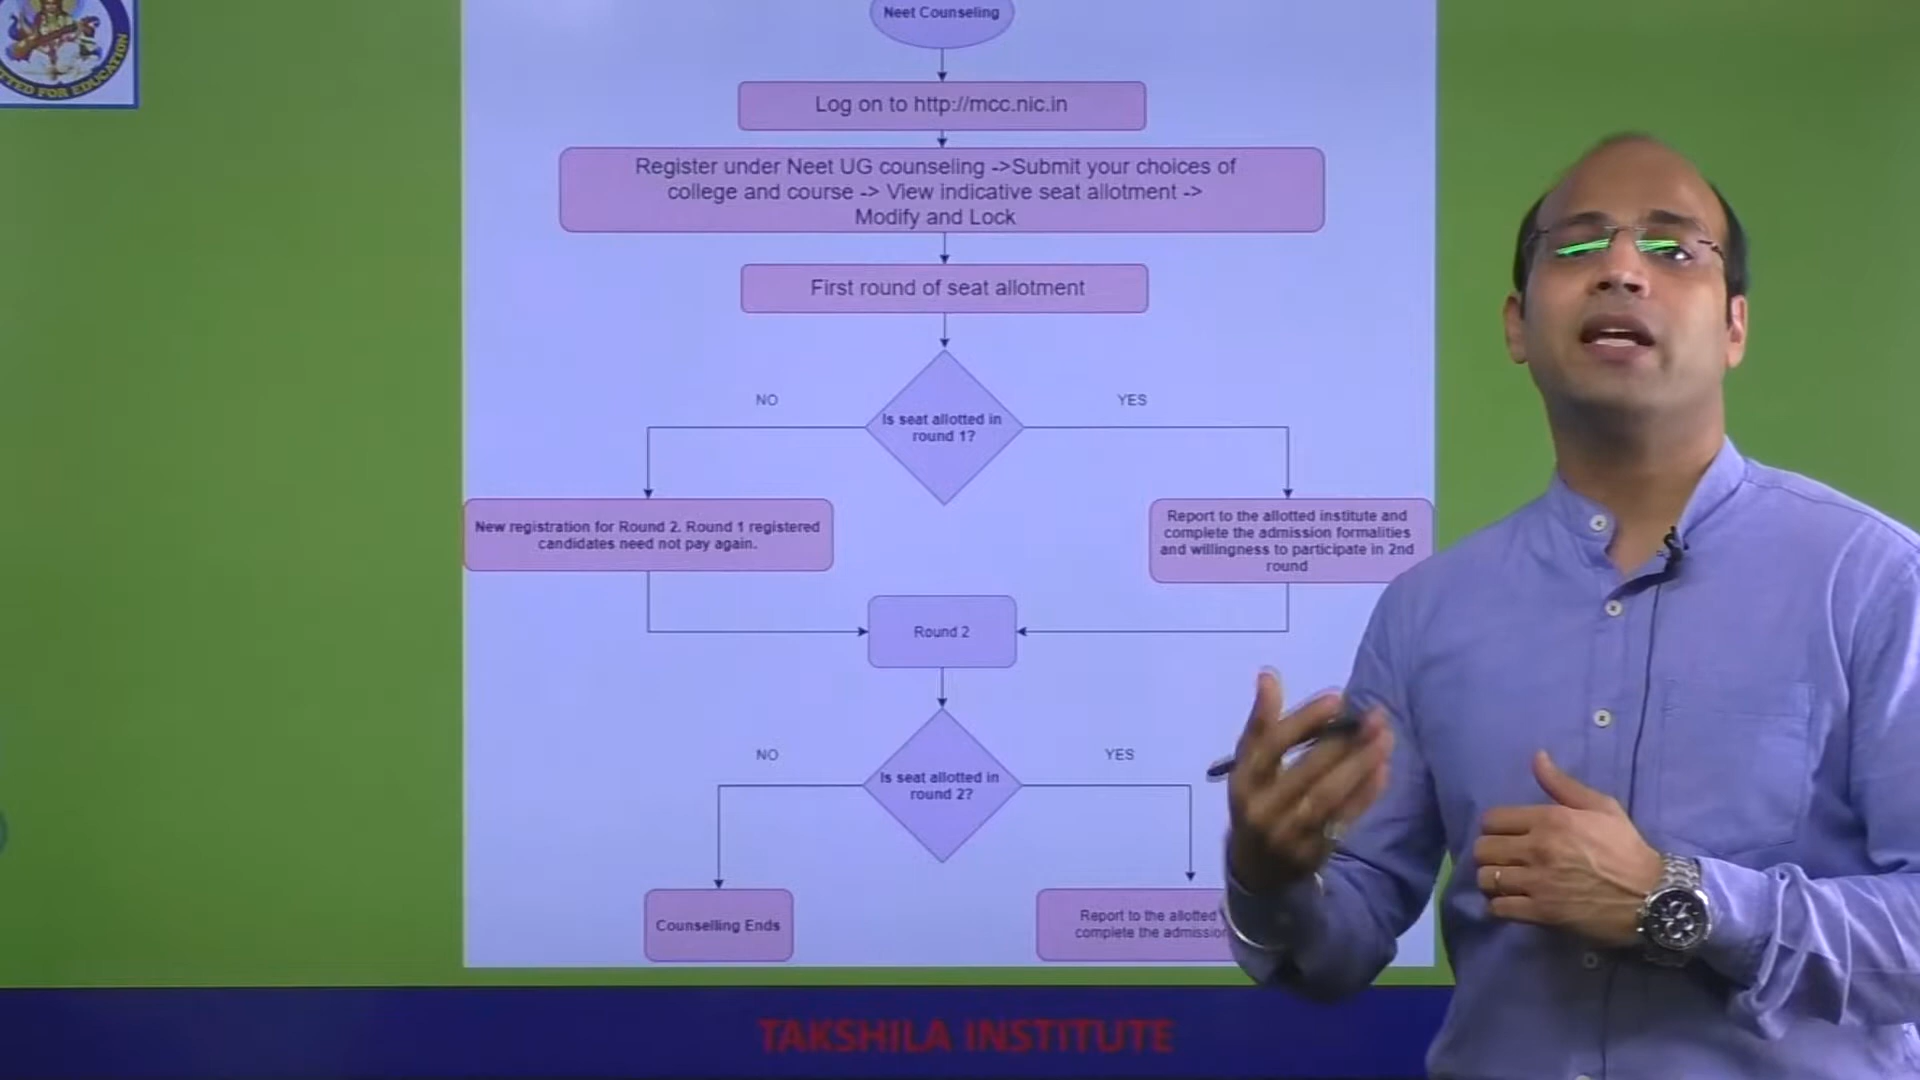 TTED FOR EDUCATION
Neet Counseling
Log on to http://mcc.nic.in
Register under Neet UG counseling ->Submit your choices of
college and course -> View indicative seat allotment ->
Modify and Lock
First round of seat allotment
NO
YES
Is seat allotted in
round 1?
New registration for Round 2. Round 1 registered
candidates need not pay again.
Report to the allotted institute and
complete the admission formalities
and willingness to participate in 2nd
round
Round 2
NO
YES
Is seat allotted in
round 2?
Counselling Ends
Report to the allotted
complete the admission
TAKSHILA INSTITUTE